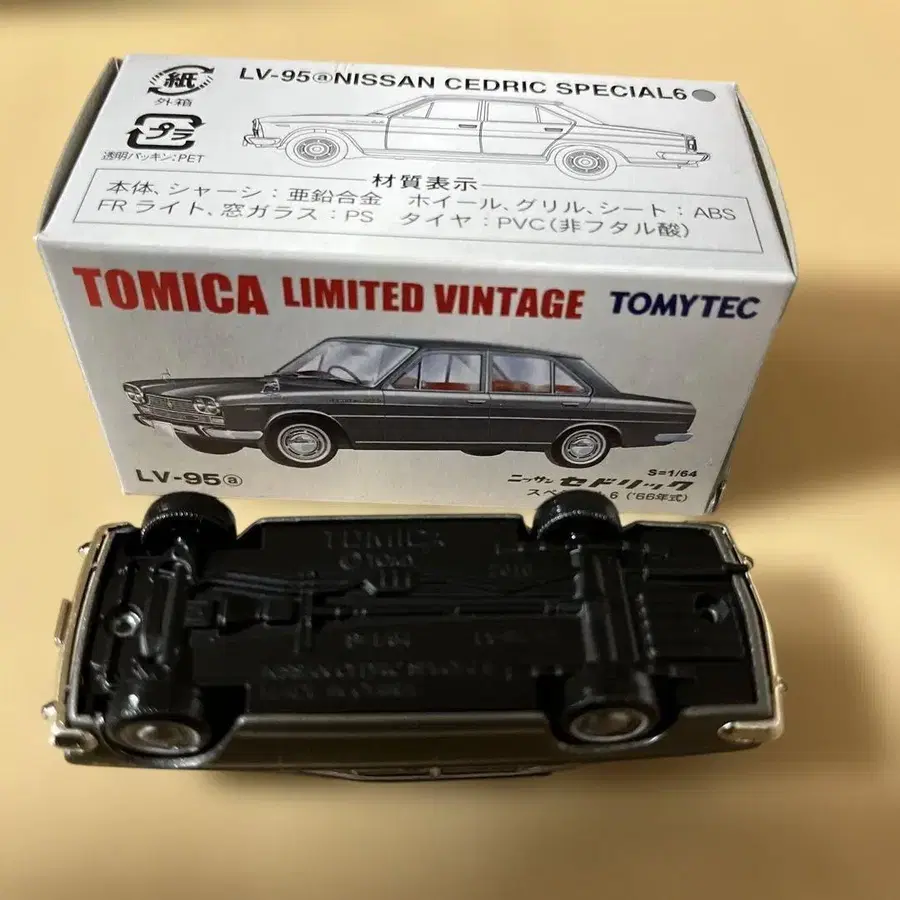 紙
外箱
プラ
透明パッキン:PET
LV-95ⓐNISSAN CEDRIC SPECIAL6
材質表示
本体、シャーシ:亜鉛合金 ホイール、グリル、シート:ABS
FRライト、窓ガラス:PS タイヤ:PVC(非フタル酸)
TOMICA LIMITED VINTAGE TOMYTEC
LV-95ⓐ
S=1/64
ニッサン セドリック
6 ('66年式)
TOMICA